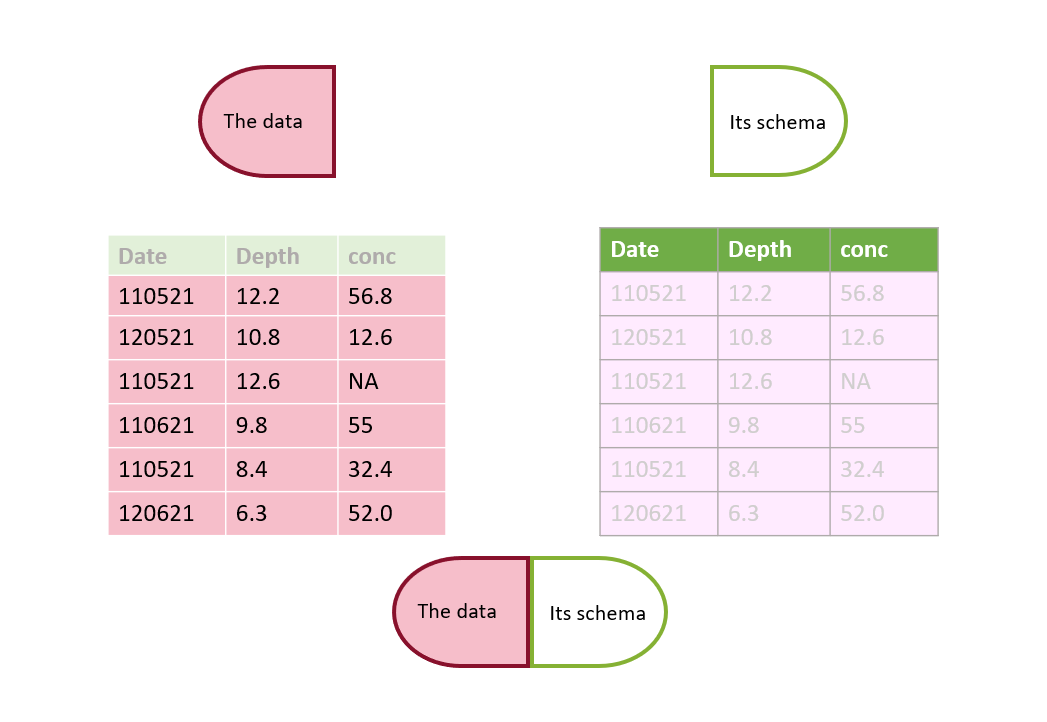 The data
Its schema
Date Depth conc
110521 12.2 56.8
120521 10.8 12.6
110521 12.6 NA
110621 9.8 55
110521 8.4 32.4
120621 6.3 52.0
Date Depth conc
110521 12.2 56.8
120521 10.8 12.6
110521 12.6 NA
110621 9.8 55
110521 8.4 32.4
120621 6.3 52.0
The data
Its schema